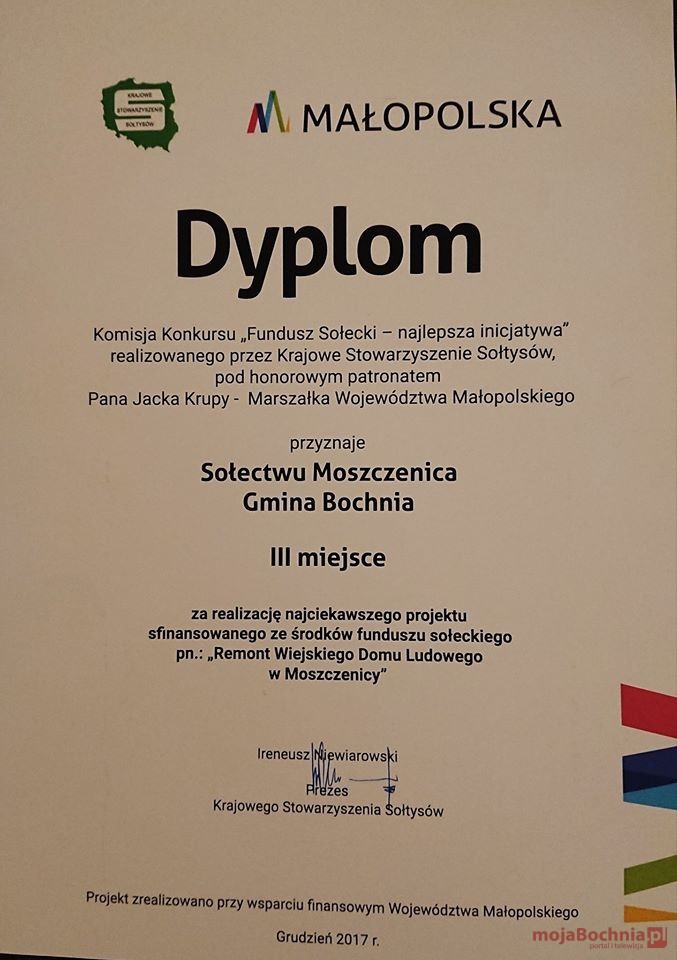 KRAJOWE
STOWARZYSZENIE
SOŁTYSÓW
MAŁOPOLSKA
Dyplom
Komisja Konkursu „Fundusz Sołecki – najlepsza inicjatywa”
realizowanego przez Krajowe Stowarzyszenie Sołtysów,
pod honorowym patronatem
Pana Jacka Krupy - Marszałka Województwa Małopolskiego
przyznaje
Sołectwu Moszczenica
Gmina Bochnia
III miejsce
za realizację najciekawszego projektu
sfinansowanego ze środków funduszu sołeckiego
pn.: „Remont Wiejskiego Domu Ludowego
w Moszczenicy”
Ireneusz Niewiarowski
Prezes
Krajowego Stowarzyszenia Sołtysów
Projekt zrealizowano przy wsparciu finansowym Województwa Małopolskiego
Grudzień 2017 r.
mojaBochnia.pl
portal i telewizja